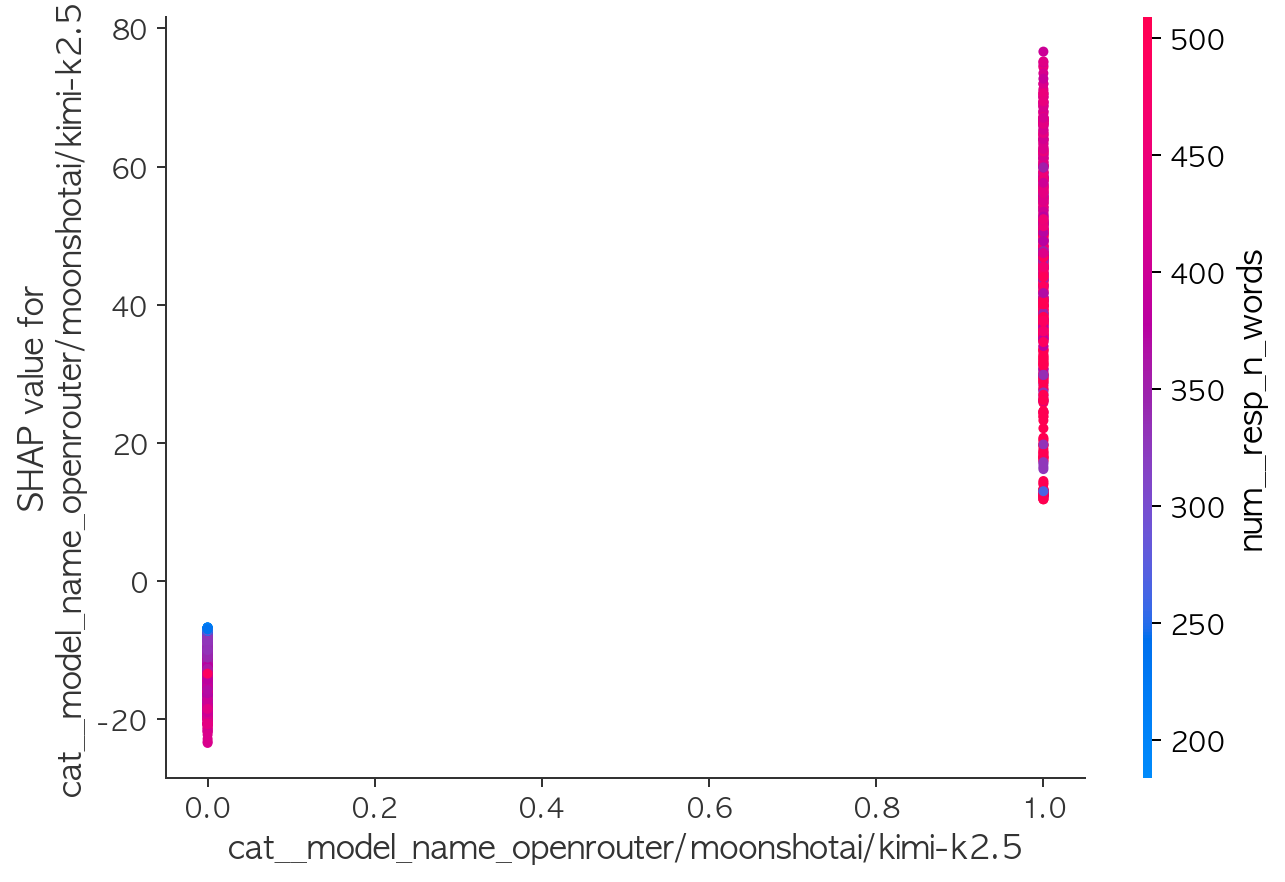 SHAP value for
cat__model_name_openrouter/moonshotai/kimi-k2.5
80
60
40
20
0
-20
0.0 0.2 0.4 0.6 0.8 1.0
cat__model_name_openrouter/moonshotai/kimi-k2.5
500
450
400
350
300
250
200
num__resp_n_words